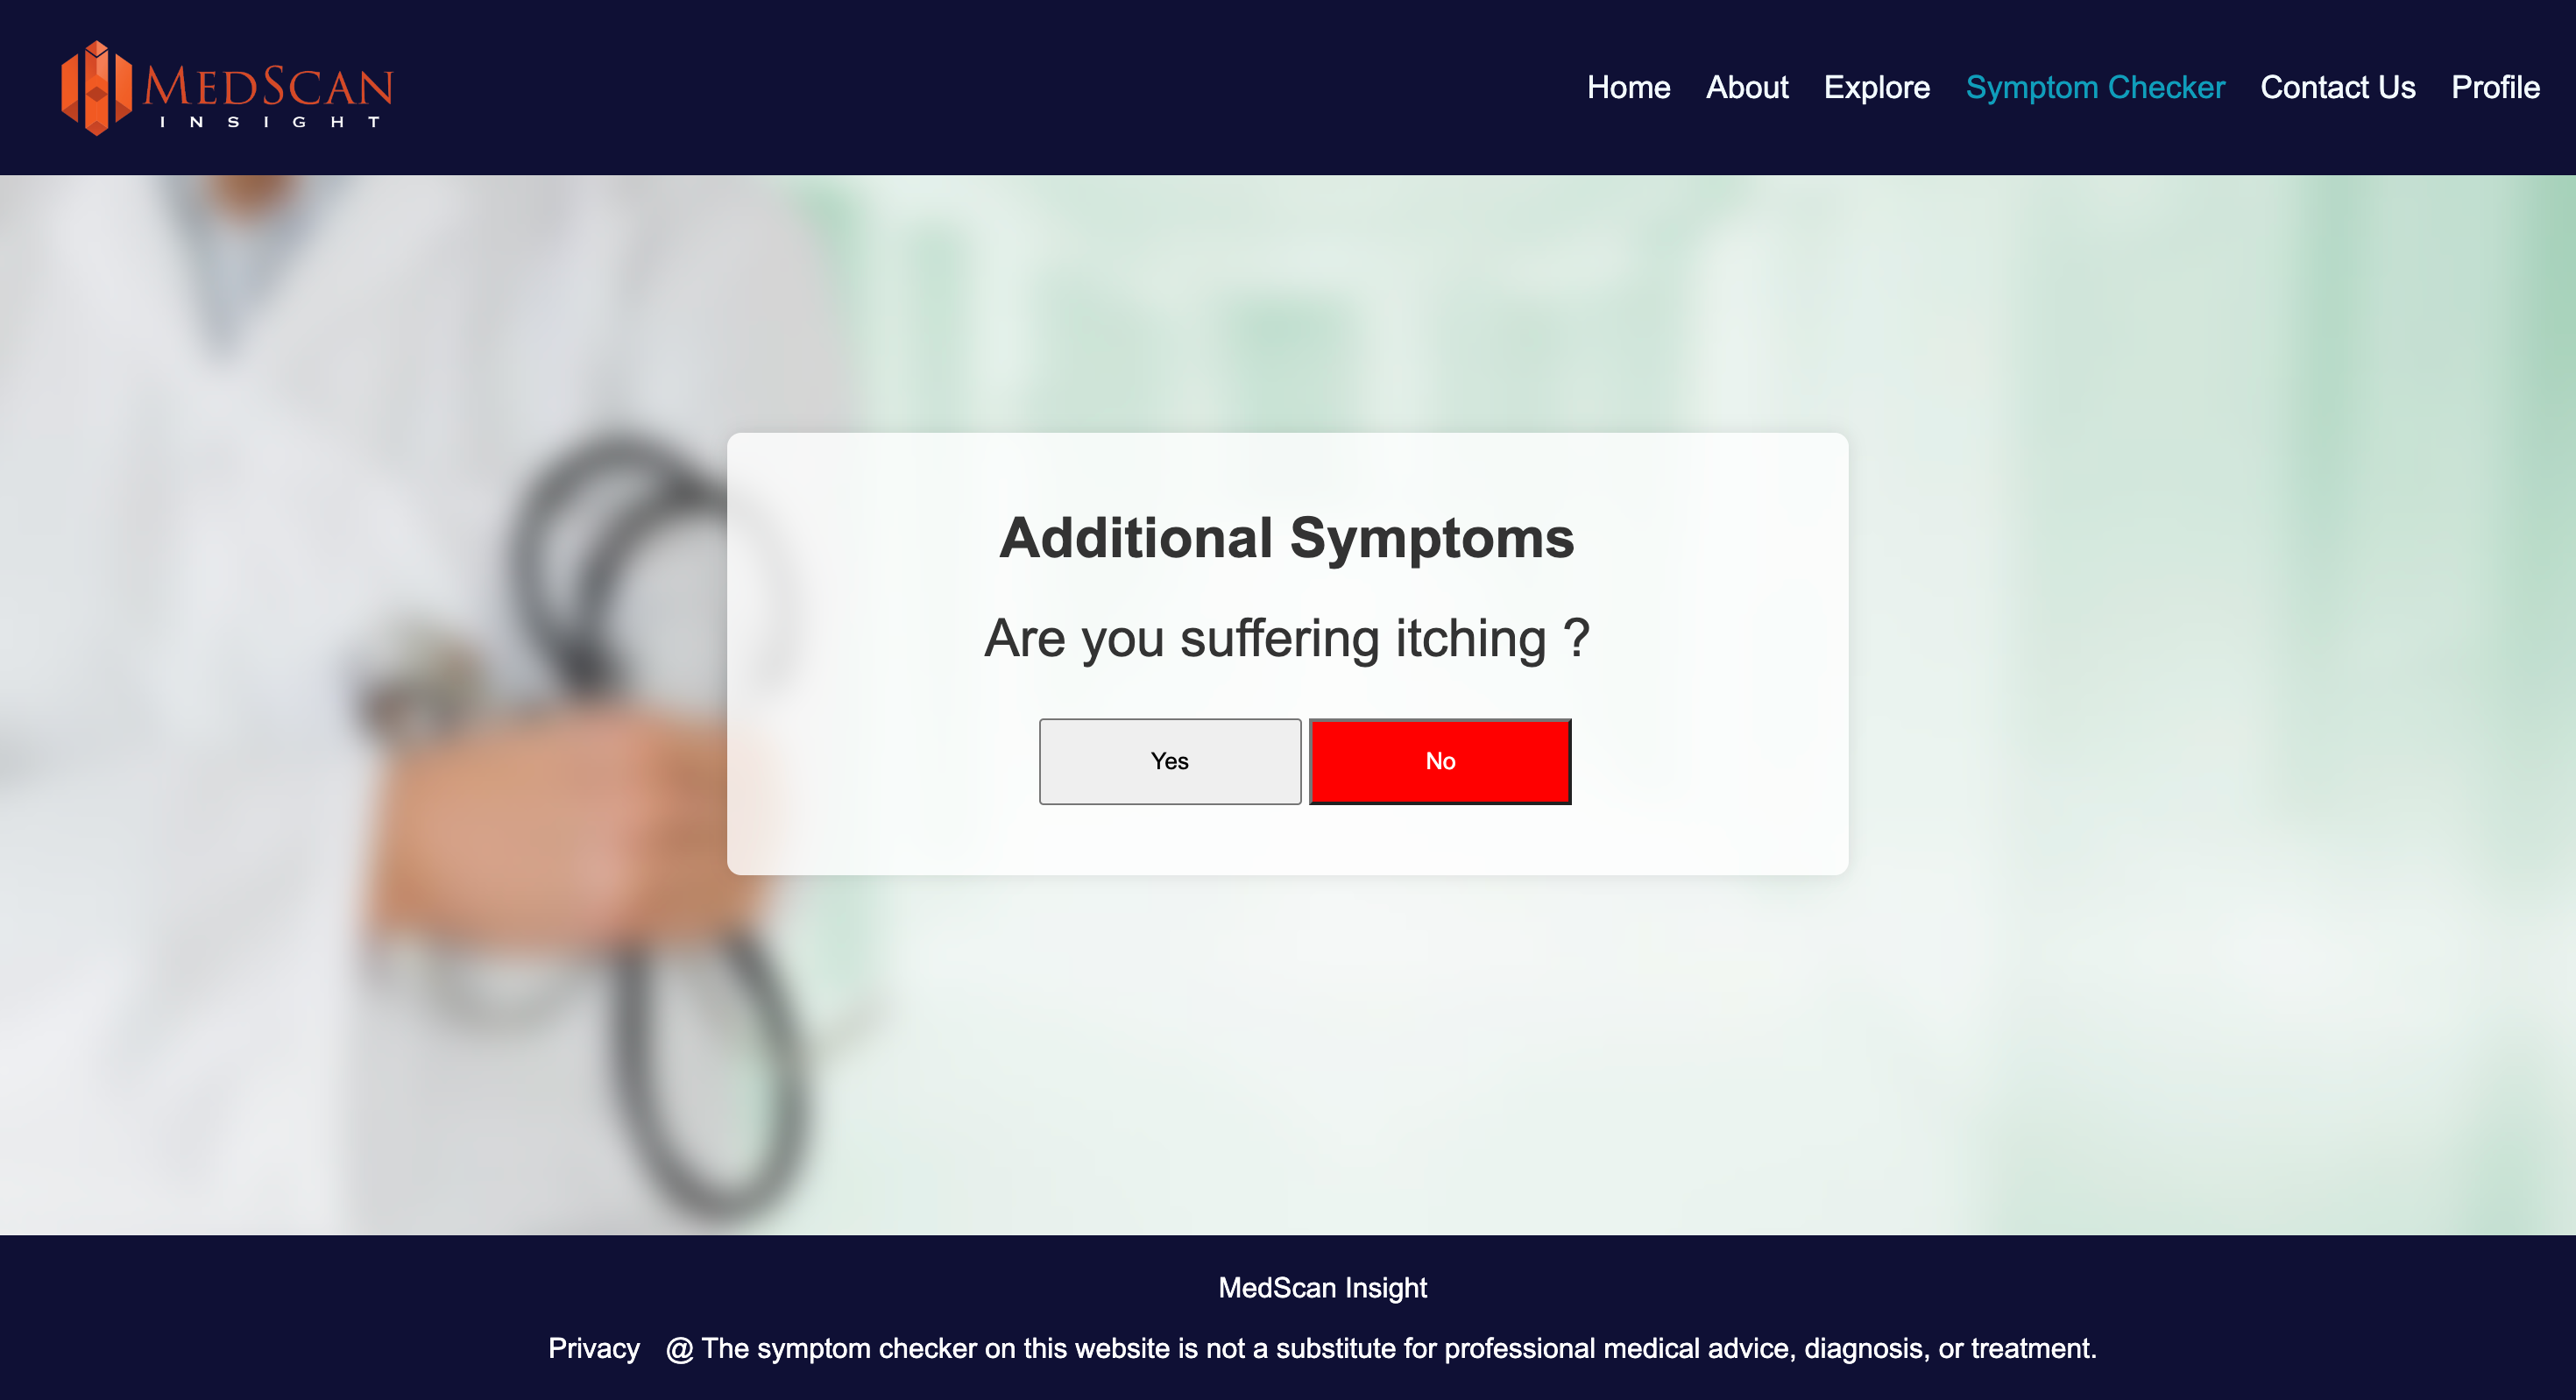 MEDSCAN
INSIGHT
Home About Explore Symptom Checker Contact Us Profile
Additional Symptoms
Are you suffering itching ?
Yes No
MedScan Insight
Privacy @ The symptom checker on this website is not a substitute for professional medical advice, diagnosis, or treatment.